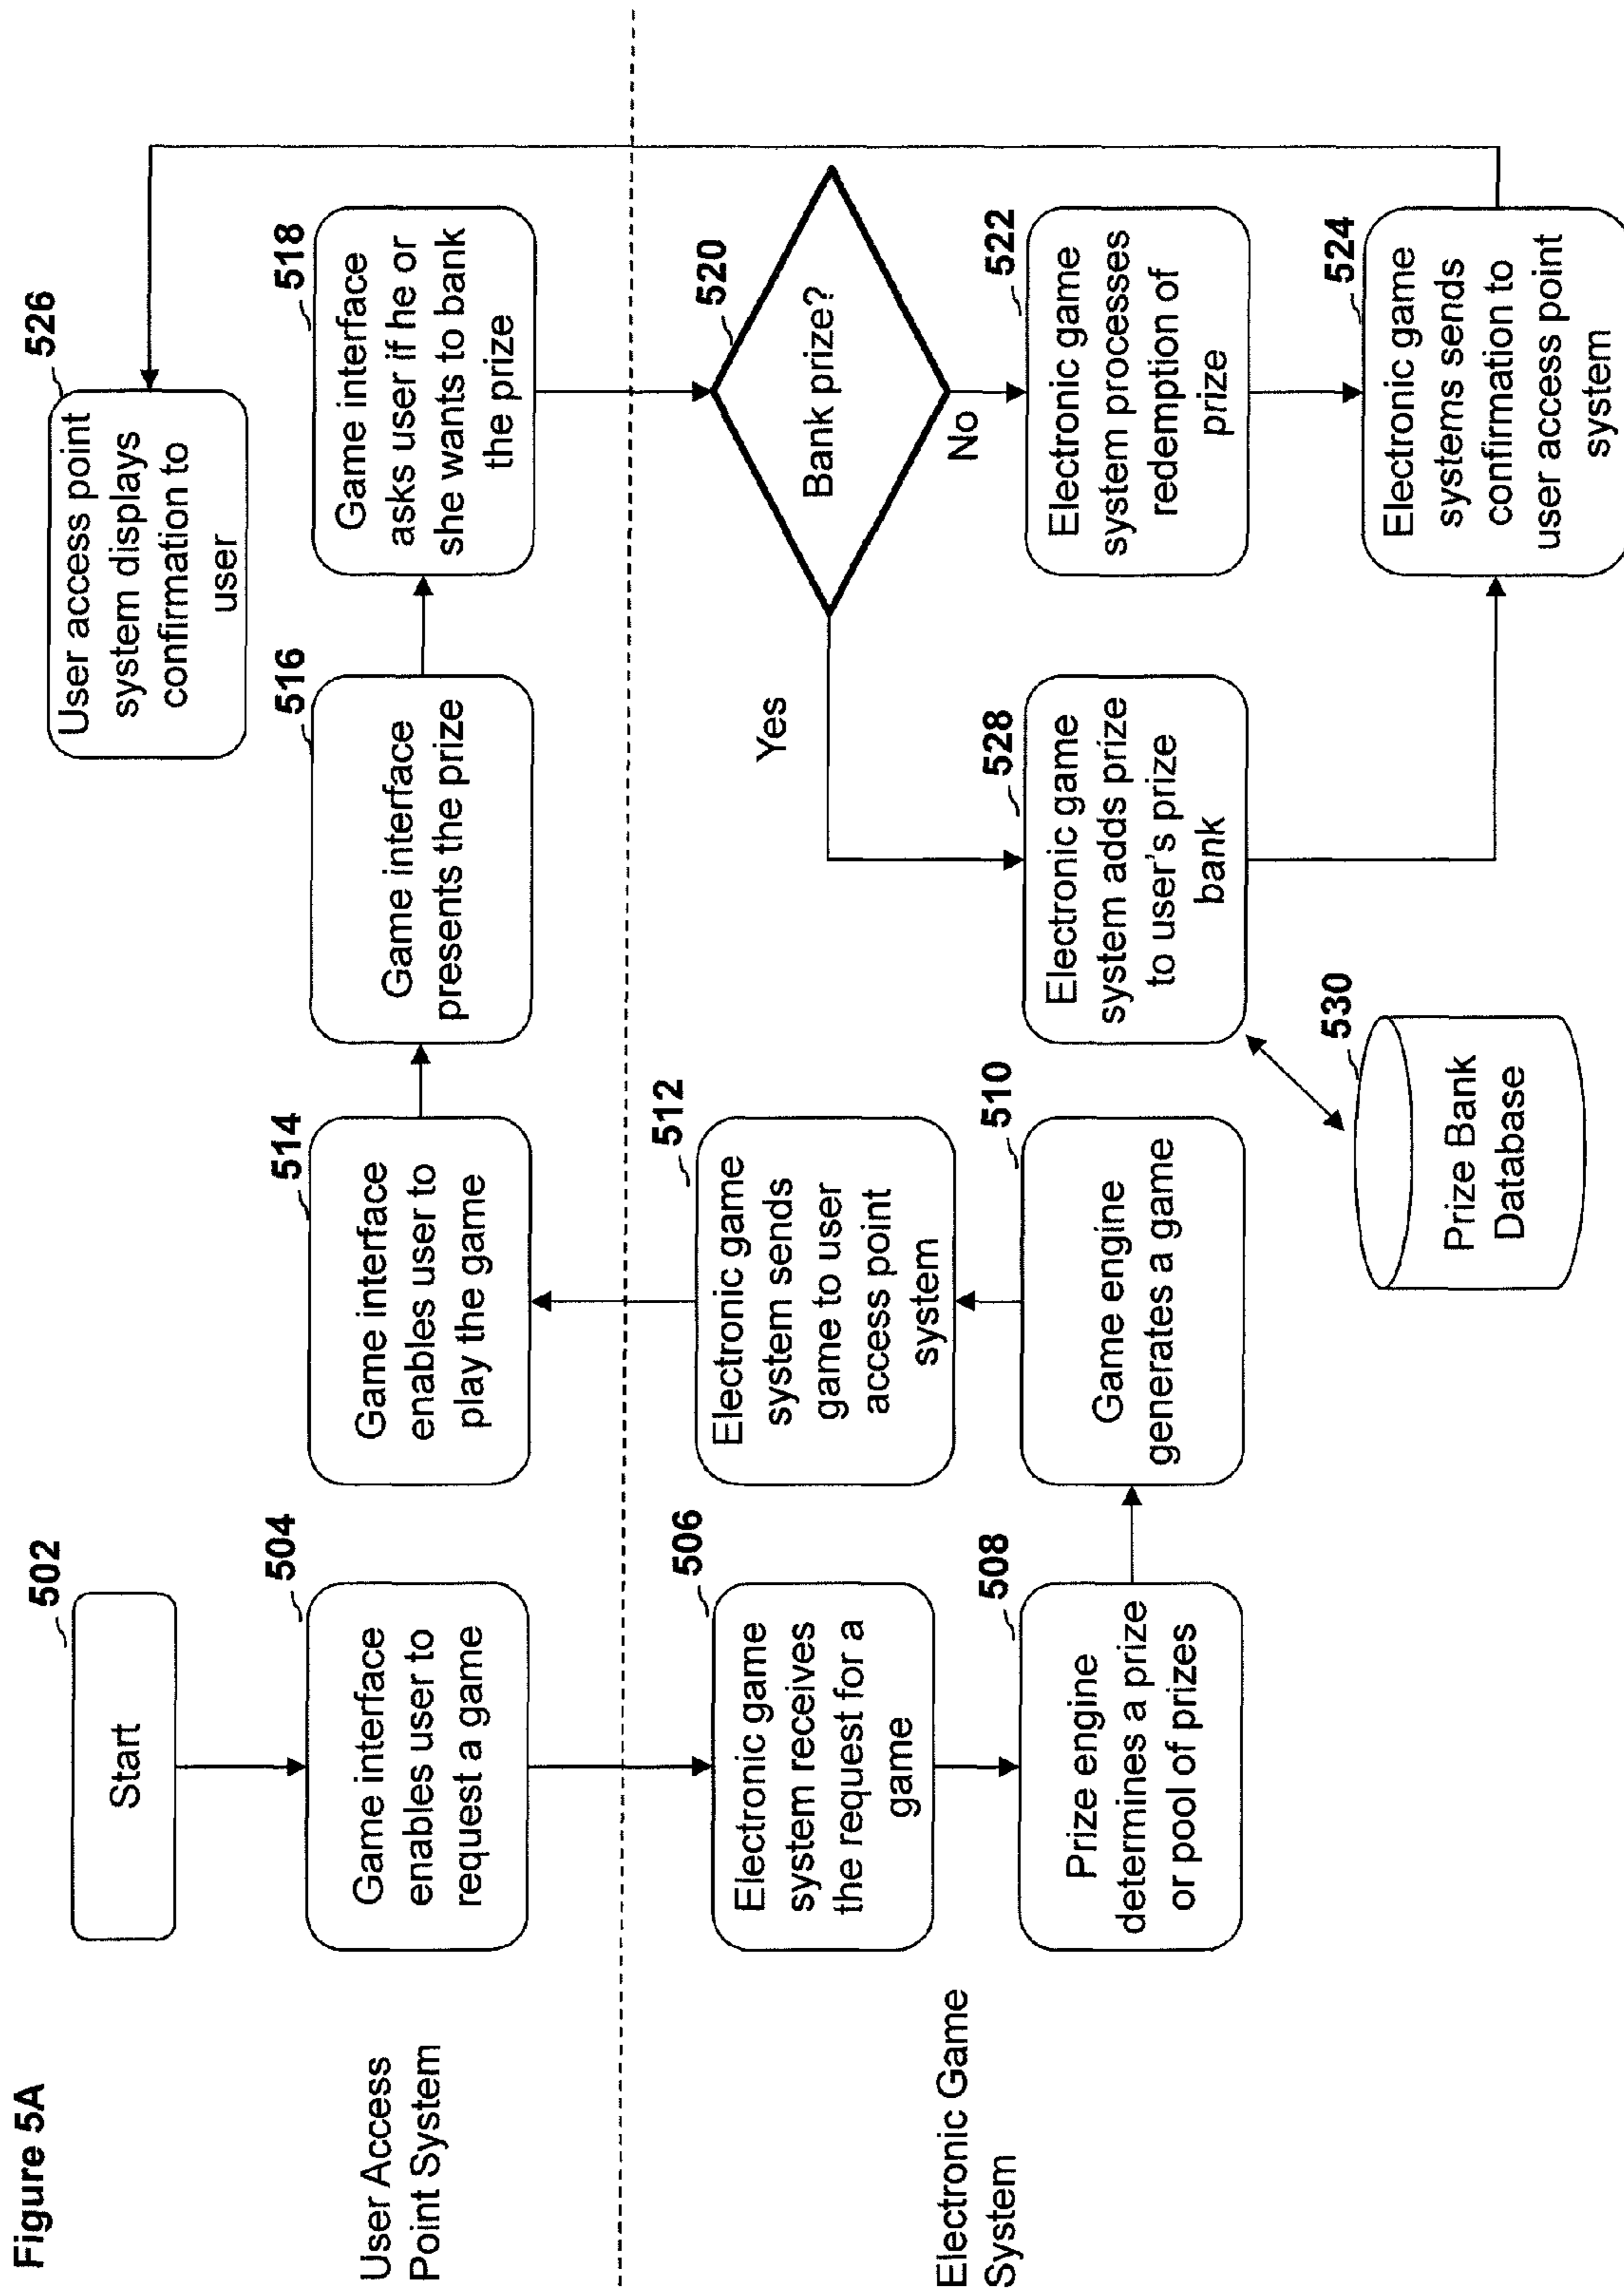 Figure 5A
User Access
Point System
Electronic Game
System
502
Start
504
Game interface
enables user to
request a game
506
Electronic game
system receives
the request for a
game
508
Prize engine
determines a prize
or pool of prizes
510
Game engine
generates a game
512
Electronic game
system sends
game to user
access point
system
514
Game interface
enables user to
play the game
516
Game interface
presents the prize
518
Game interface
asks user if he or
she wants to bank
the prize
520
Bank prize?
No
522
Electronic game
system processes
redemption of
prize
524
Electronic game
systems sends
confirmation to
user access point
system
526
User access point
system displays
confirmation to
user
Yes
528
Electronic game
system adds prize
to user's prize
bank
530
Prize Bank
Database